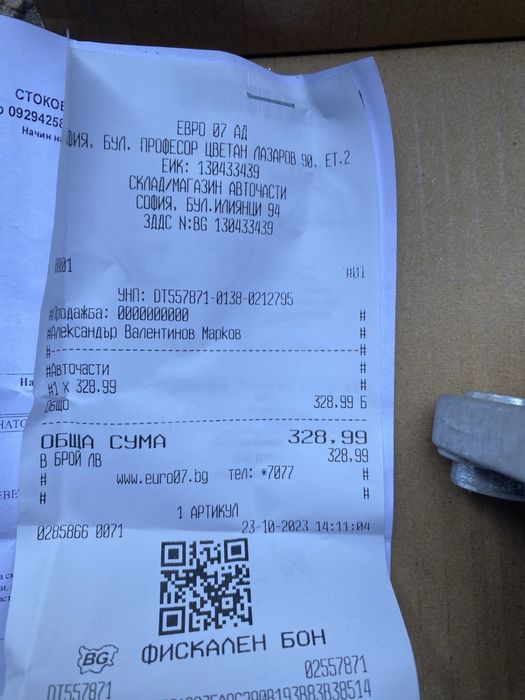 СТОКОВ
0929425
Начин н
ЕВРО 07 АД
ФИЯ, БУЛ. ПРОФЕСОР ЦВЕТАН ЛАЗАРОВ 90, ЕТ.2
ЕИК: 130433439
СКЛАД/МАГАЗИН АВТОЧАСТИ
СОФИЯ, БУЛ.ИЛИЯНЦИ 94
ЗДДС N:BG 130433439
0001 #01
УНП: DT557871-0138-0212795
#Продажба: 0000000000 #
#Александър Валентинов Марков #
#------------------------------#
#Авточасти #
#1 X 328.99 #
Общо 328.99 Б
ОБЩА СУМА 328.99
В БРОЙ ЛВ 328.99
# www.euro07.bg тел: *7077 #
# #
1 АРТИКУЛ
0285866 0071 23-10-2023 14:11:04
BG ФИСКАЛЕН БОН
DT557871 02557871